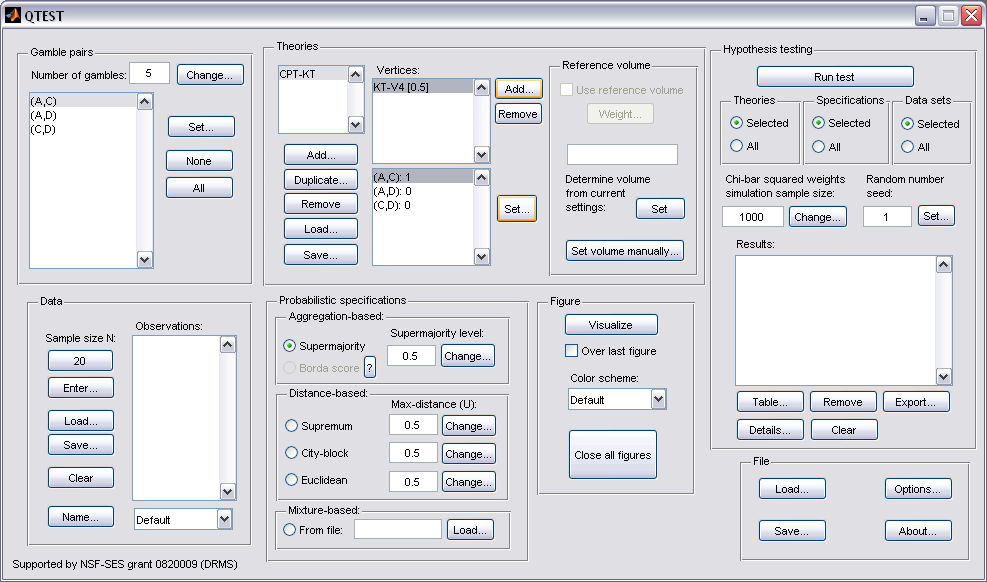 QTEST
Gamble pairs
Number of gambles: 5 Change...
(A,C)
(A,D)
(C,D)
Set...
None
All
Theories
CPT-KT
Add...
Duplicate...
Remove
Load...
Save...
Vertices:
KT-V4 [0.5]
Add...
Remove
(A,C): 1
(A,D): 0
(C,D): 0
Set...
Reference volume
Use reference volume
Weight...
Determine volume
from current
settings:
Set
Set volume manually...
Hypothesis testing
Run test
Theories
Selected
All
Specifications
Selected
All
Data sets
Selected
All
Chi-bar squared weights
simulation sample size:
1000 Change...
Random number
seed:
1 Set...
Results:
Table... Remove Export...
Details... Clear
Data
Sample size N:
20
Enter...
Load...
Save...
Clear
Name...
Observations:
Default
Probabilistic specifications
Aggregation-based:
Supermajority
Borda score ?
Supermajority level:
0.5 Change...
Distance-based:
Max-distance (U):
Supremum 0.5 Change...
City-block 0.5 Change...
Euclidean 0.5 Change...
Mixture-based:
From file: Load...
Figure
Visualize
Over last figure
Color scheme:
Default
Close all figures
File
Load... Options...
Save... About...
Supported by NSF-SES grant 0820009 (DRMS)